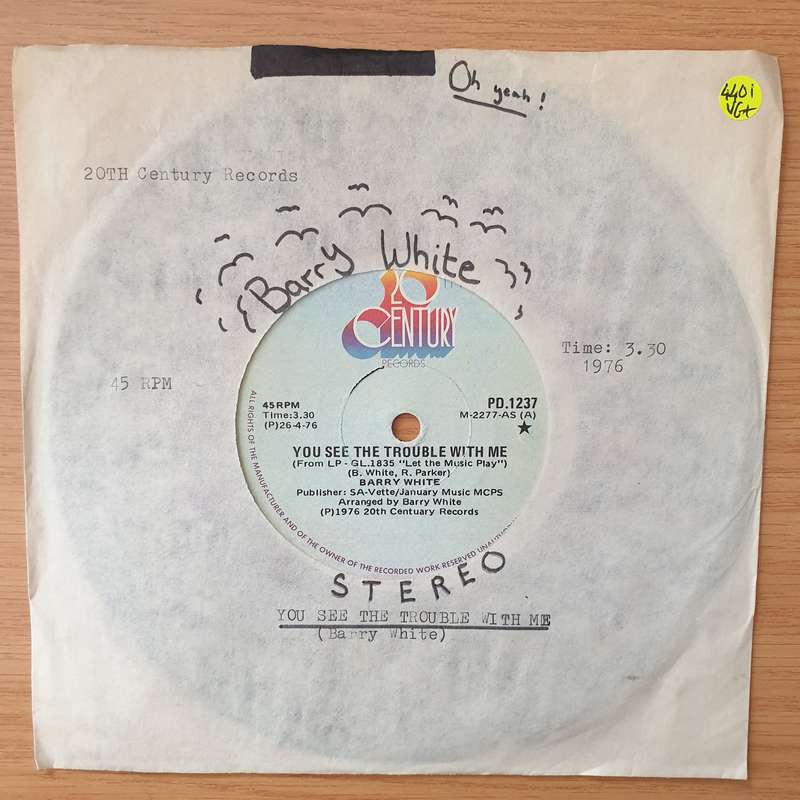 Oh yeah!
440i
VG+
20TH Century Records
Barry White
20
CENTURY
RECORDS
Time: 3.30
1976
45 RPM
45RPM
Time:3.30
(P)26-4-76
PD.1237
M-2277-AS (A)
YOU SEE THE TROUBLE WITH ME
(From LP - GL.1835 "Let the Music Play")
(B. White, R. Parker)
BARRY WHITE
Publisher: SA-Vette/January Music MCPS
Arranged by Barry White
(P)1976 20th Centuary Records
ALL RIGHTS OF THE MANUFACTURER AND OF THE OWNER OF THE RECORDED WORK RESERVED
STEREO
YOU SEE THE TROUBLE WITH ME
(Barry White)